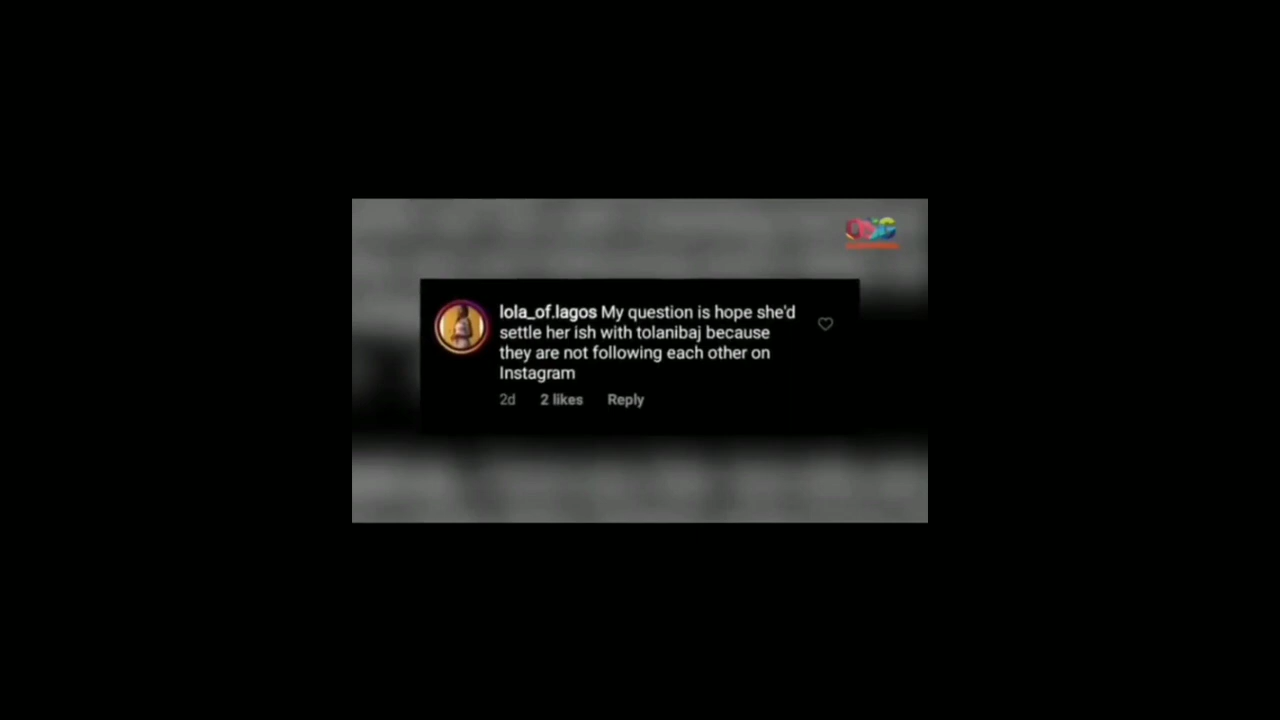 lola_of.lagos My question is hope she'd
settle her ish with tolanibaj because
they are not following each other on
Instagram
2d 2 likes Reply